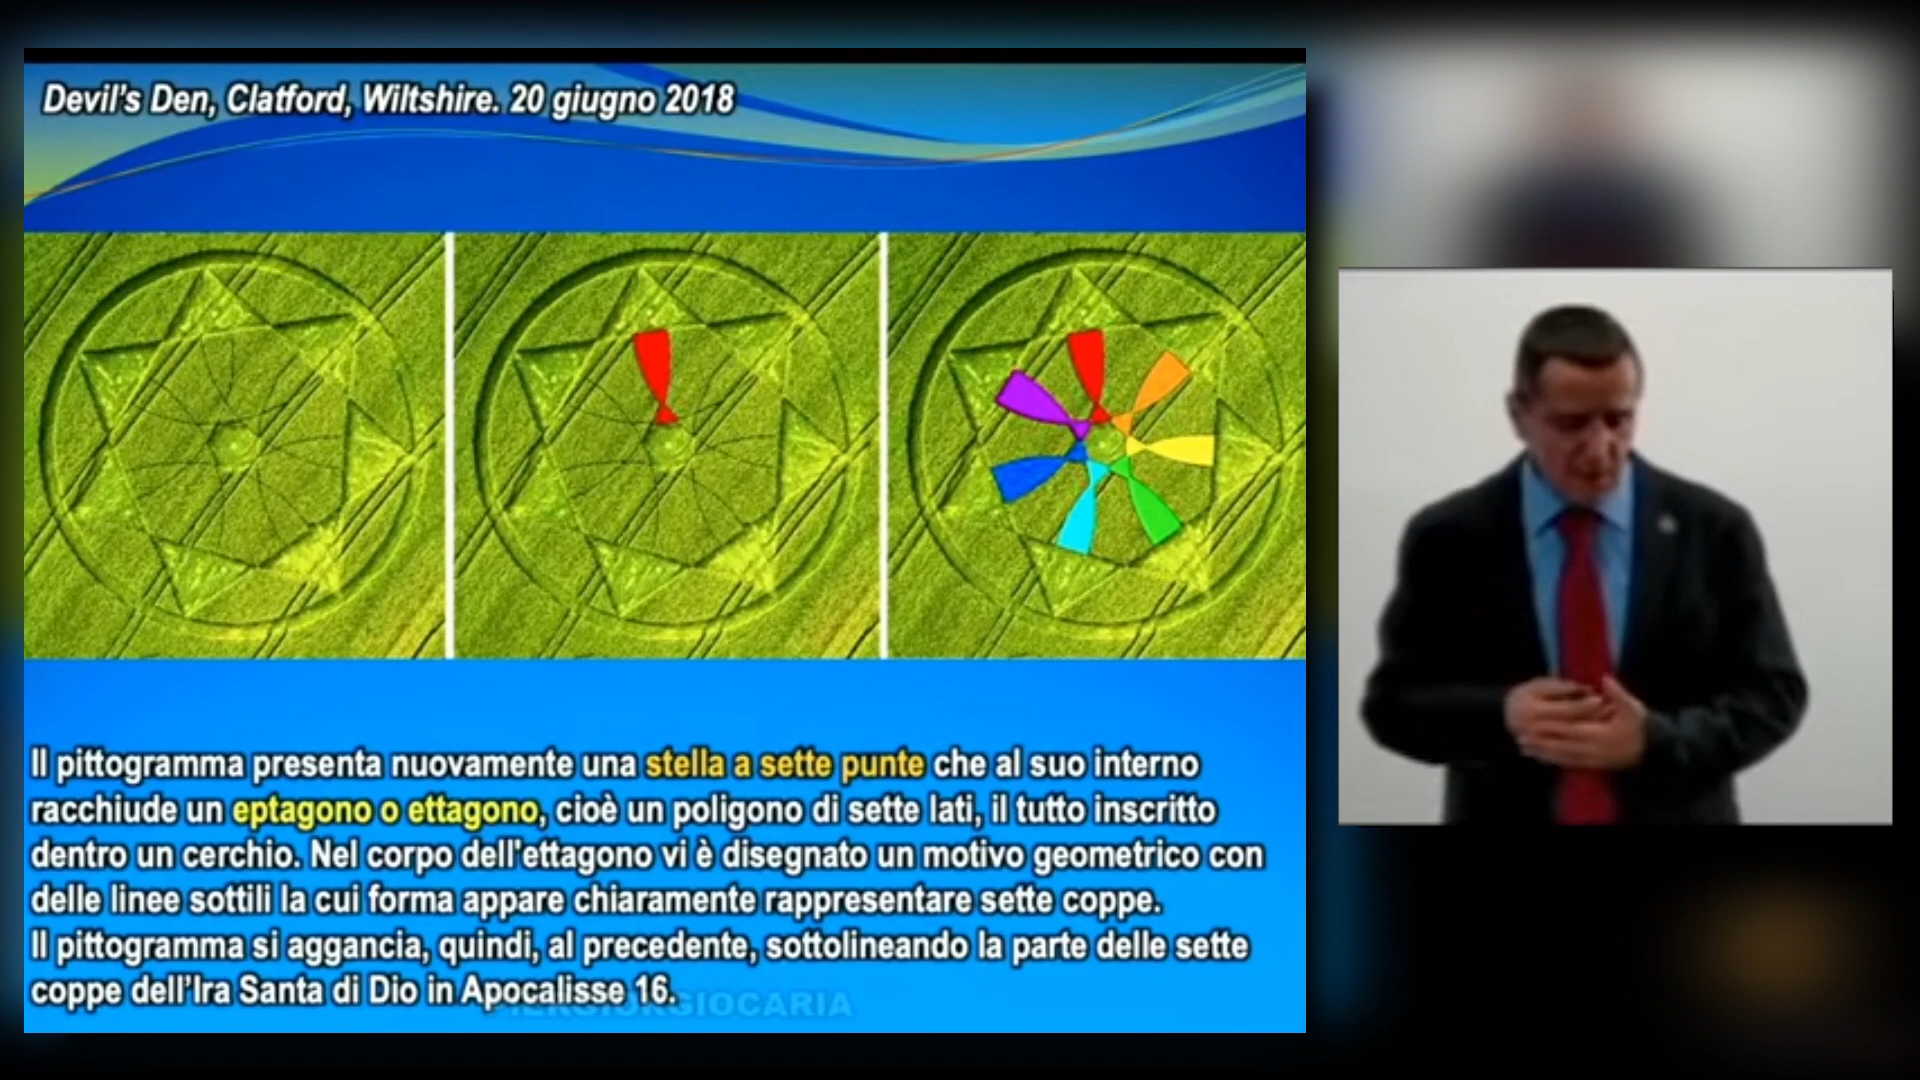 Devil's Den, Clatford, Wiltshire. 20 giugno 2018
Il pittogramma presenta nuovamente una stella a sette punte che al suo interno
racchiude un eptagono o ettagono, cioè un poligono di sette lati, il tutto inscritto
dentro un cerchio. Nel corpo dell'ettagono vi è disegnato un motivo geometrico con
delle linee sottili la cui forma appare chiaramente rappresentare sette coppe.
Il pittogramma si aggancia, quindi, al precedente, sottolineando la parte delle sette
coppe dell'Ira Santa di Dio in Apocalisse 16.
PIERGIORGIOCARIA